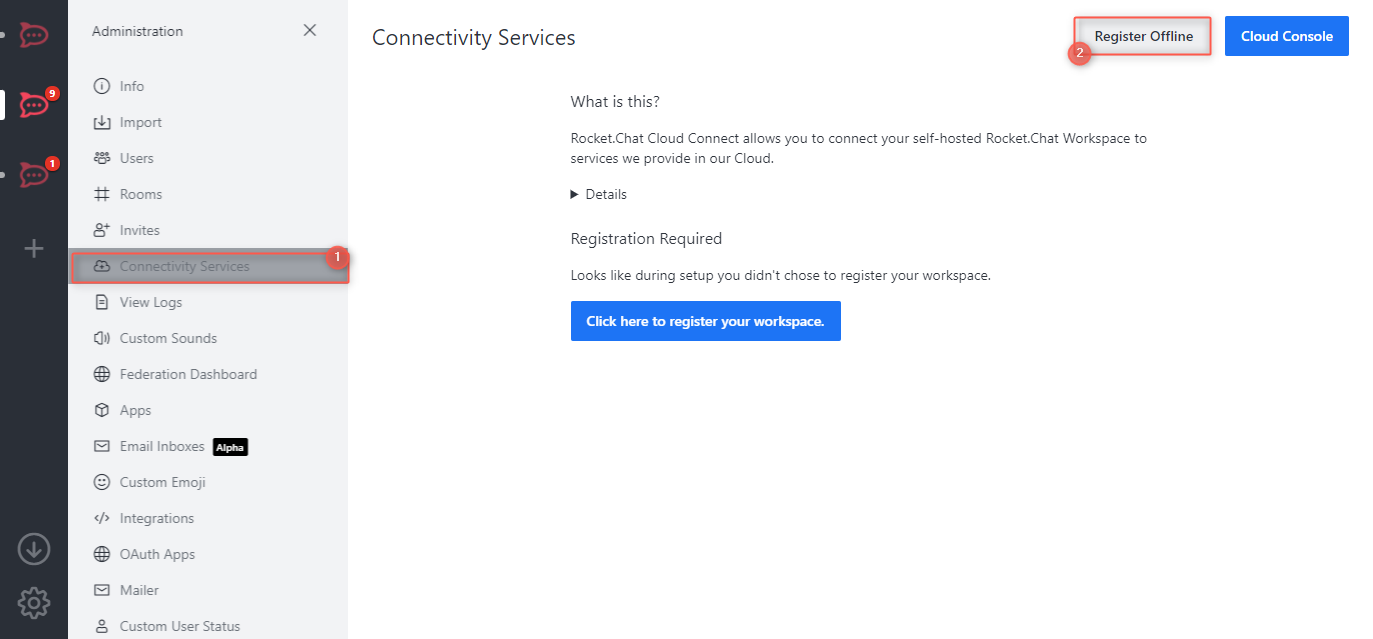 9
1
Administration
Info
Import
Users
Rooms
Invites
Connectivity Services
1
View Logs
Custom Sounds
Federation Dashboard
Apps
Email Inboxes Alpha
Custom Emoji
Integrations
OAuth Apps
Mailer
Custom User Status
Connectivity Services
Register Offline
2
Cloud Console
What is this?
Rocket.Chat Cloud Connect allows you to connect your self-hosted Rocket.Chat Workspace to
services we provide in our Cloud.
Details
Registration Required
Looks like during setup you didn't chose to register your workspace.
Click here to register your workspace.